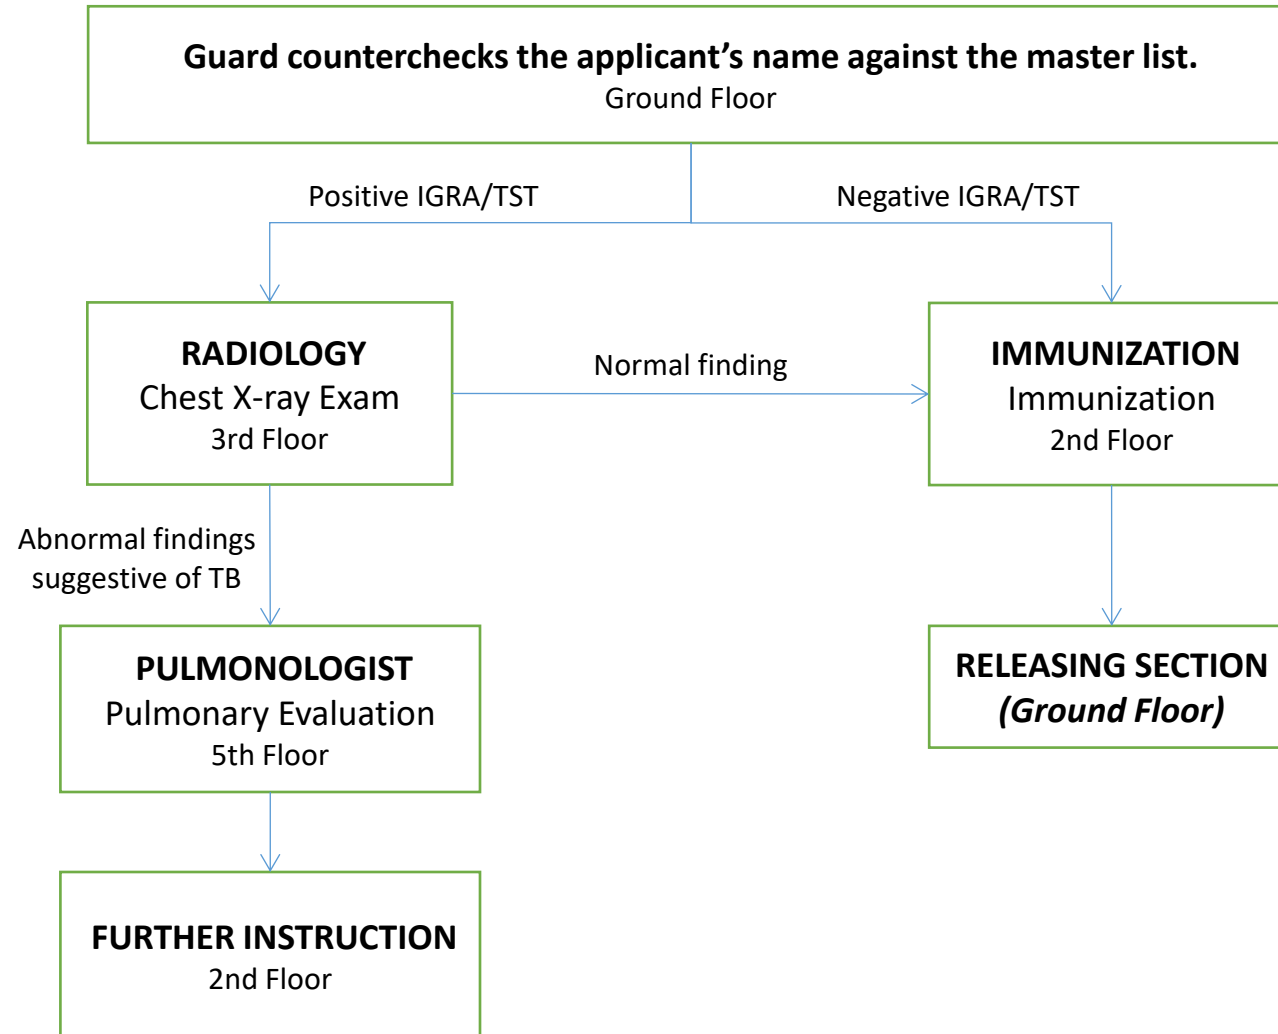 Guard counterchecks the applicant’s name against the master list.
Ground Floor
Positive IGRA/TST
Negative IGRA/TST
RADIOLOGY
Chest X-ray Exam
3rd Floor
Normal finding
IMMUNIZATION
Immunization
2nd Floor
Abnormal findings
suggestive of TB
PULMONOLOGIST
Pulmonary Evaluation
5th Floor
RELEASING SECTION
(Ground Floor)
FURTHER INSTRUCTION
2nd Floor